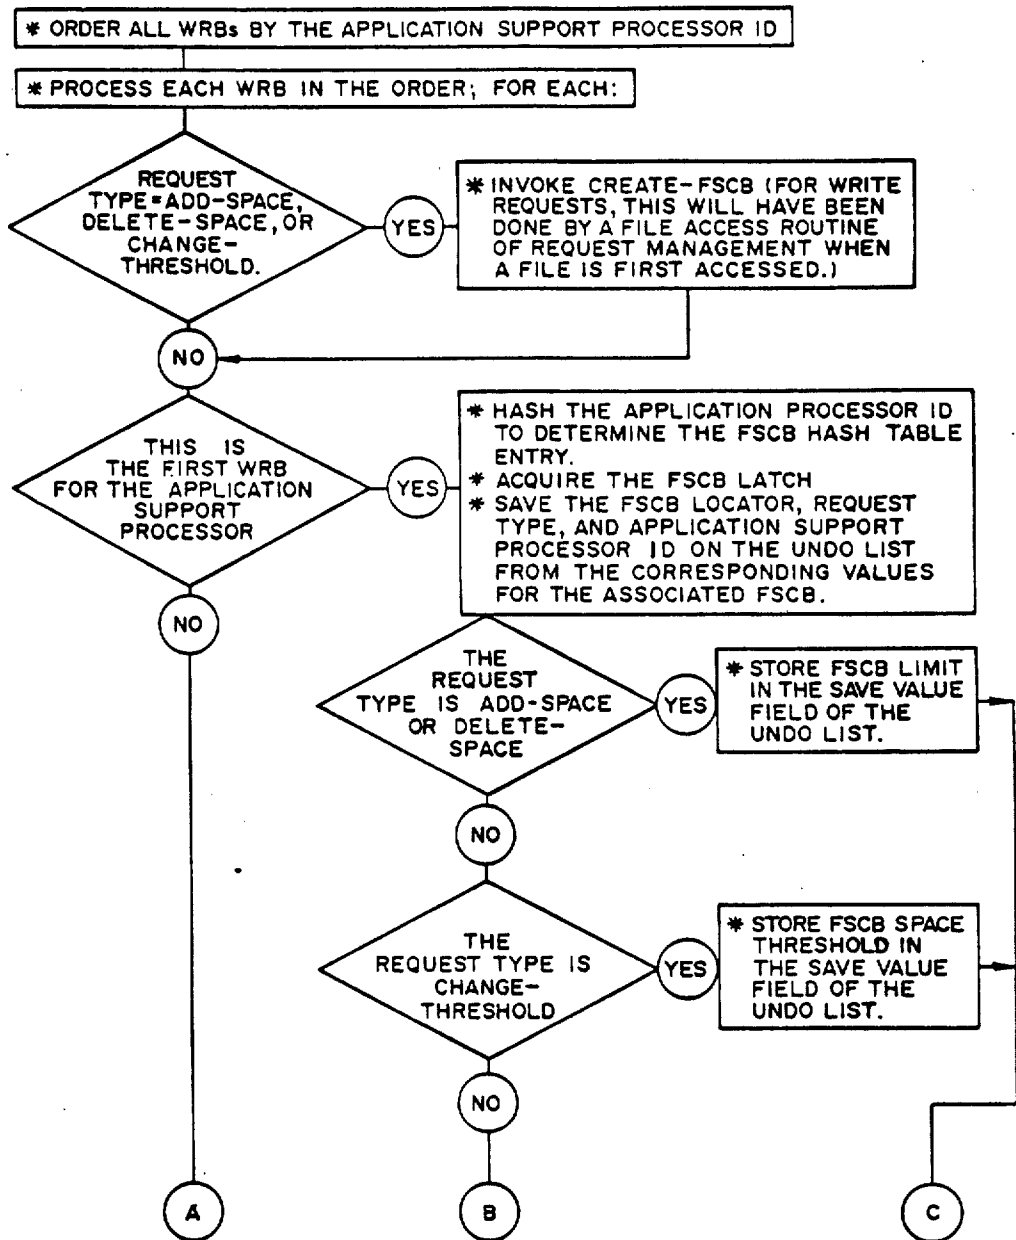 * ORDER ALL WRBs BY THE APPLICATION SUPPORT PROCESSOR ID
* PROCESS EACH WRB IN THE ORDER; FOR EACH:
REQUEST
TYPE=ADD-SPACE,
DELETE-SPACE, OR
CHANGE-
THRESHOLD.
YES
* INVOKE CREATE-FSCB (FOR WRITE
REQUESTS, THIS WILL HAVE BEEN
DONE BY A FILE ACCESS ROUTINE
OF REQUEST MANAGEMENT WHEN
A FILE IS FIRST ACCESSED.)
NO
THIS IS
THE FIRST WRB
FOR THE APPLICATION
SUPPORT
PROCESSOR
YES
* HASH THE APPLICATION PROCESSOR ID
TO DETERMINE THE FSCB HASH TABLE
ENTRY.
* ACQUIRE THE FSCB LATCH
* SAVE THE FSCB LOCATOR, REQUEST
TYPE, AND APPLICATION SUPPORT
PROCESSOR ID ON THE UNDO LIST
FROM THE CORRESPONDING VALUES
FOR THE ASSOCIATED FSCB.
NO
THE
REQUEST
TYPE IS ADD-SPACE
OR DELETE-
SPACE
YES
* STORE FSCB LIMIT
IN THE SAVE VALUE
FIELD OF THE
UNDO LIST.
NO
THE
REQUEST TYPE IS
CHANGE-
THRESHOLD
YES
* STORE FSCB SPACE
THRESHOLD IN
THE SAVE VALUE
FIELD OF THE
UNDO LIST.
NO
A
B
C